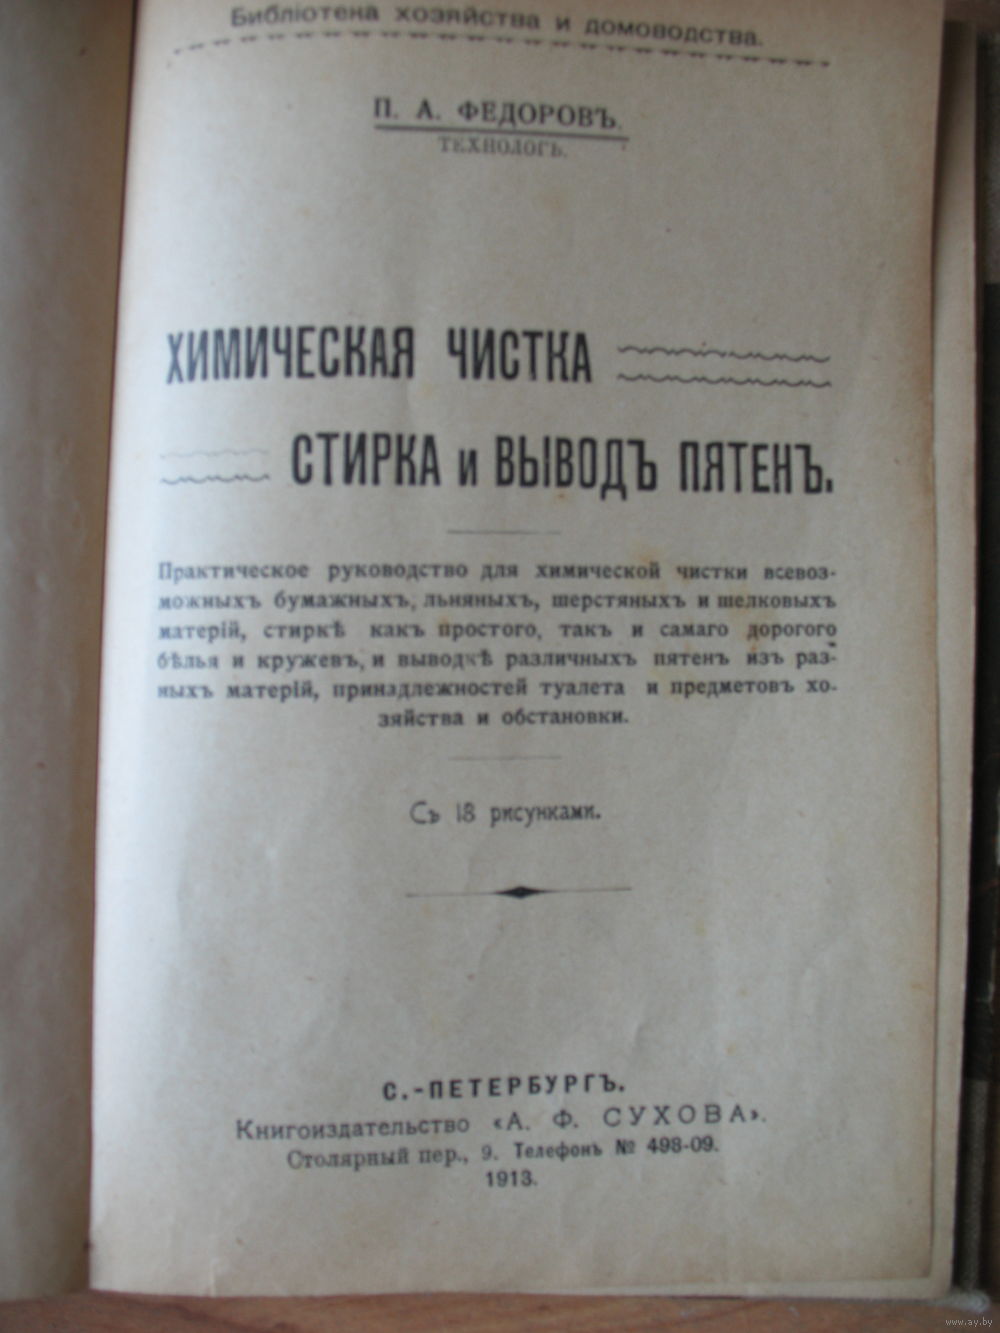 Библіотека хозяйства и домоводства.
П. А. ФЕДОРОВЪ.
ТЕХНОЛОГЪ.
ХИМИЧЕСКАЯ ЧИСТКА
СТИРКА и ВЫВОДЪ ПЯТЕНЪ.
Практическое руководство для химической чистки всевоз-
можныхъ бумажныхъ, льняныхъ, шерстяныхъ и шелковыхъ
матерій, стиркѣ какъ простого, такъ и самаго дорогого
бѣлья и кружевъ, и выводкѣ различныхъ пятенъ изъ раз-
ныхъ матерій, принадлежностей туалета и предметовъ хо-
зяйства и обстановки.
Съ 18 рисунками.
С.-ПЕТЕРБУРГЪ.
Книгоиздательство «А. Ф. СУХОВА».
Столярный пер., 9. Телефонъ № 498-09.
1913.
www.ay.by